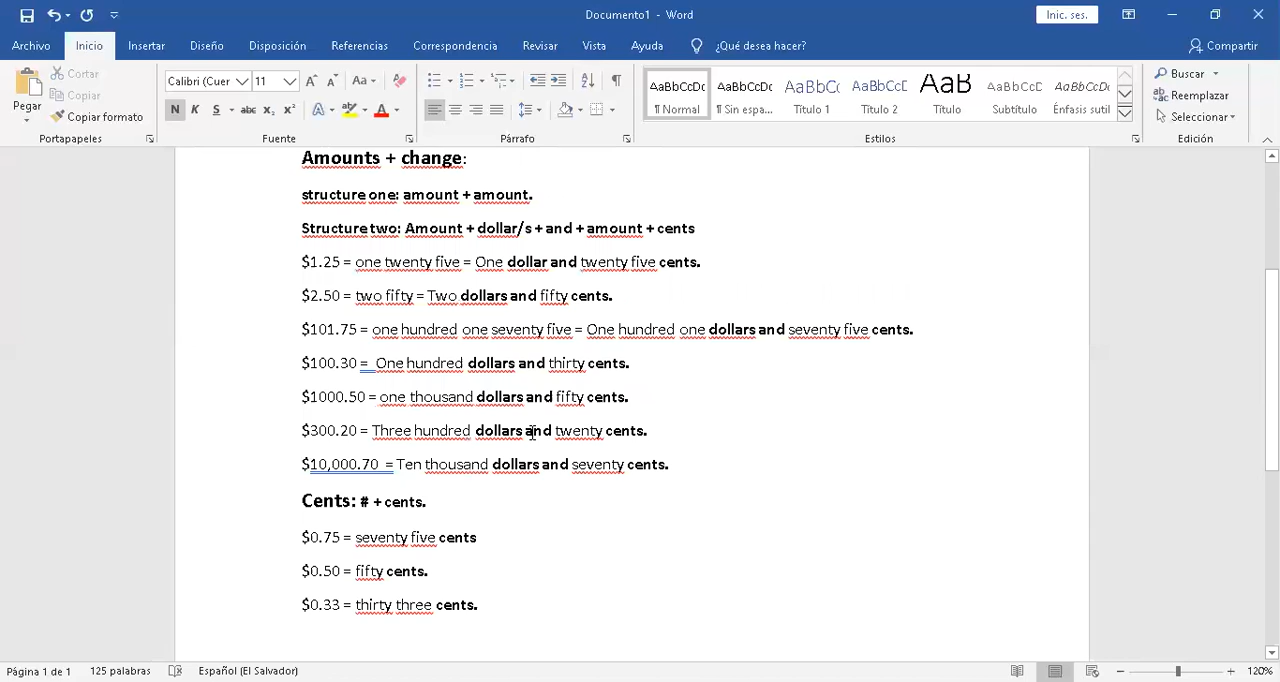 Documento1 - Word
Inic. ses.
Archivo Inicio Insertar Diseño Disposición Referencias Correspondencia Revisar Vista Ayuda ¿Qué desea hacer? Compartir
Pegar
Cortar
Copiar
Copiar formato
Portapapeles
Calibri (Cuer 11
Aa
N K S abc x₂ x²
A
Fuente
Párrafo
AaBbCcDc AaBbCcDc AaBbCc AaBbCcD AaB AaBbCcD AaBbCcDc
¶ Normal ¶ Sin espa... Título 1 Título 2 Título Subtítulo Énfasis sutil
Estilos
Buscar
Reemplazar
Seleccionar
Edición
Amounts + change:
structure one: amount + amount.
Structure two: Amount + dollar/s + and + amount + cents
$1.25 = one twenty five = One dollar and twenty five cents.
$2.50 = two fifty = Two dollars and fifty cents.
$101.75 = one hundred one seventy five = One hundred one dollars and seventy five cents.
$100.30 = One hundred dollars and thirty cents.
$1000.50 = one thousand dollars and fifty cents.
$300.20 = Three hundred dollars and twenty cents.
$10,000.70 = Ten thousand dollars and seventy cents.
Cents: # + cents.
$0.75 = seventy five cents
$0.50 = fifty cents.
$0.33 = thirty three cents.
Página 1 de 1 125 palabras Español (El Salvador) 120%